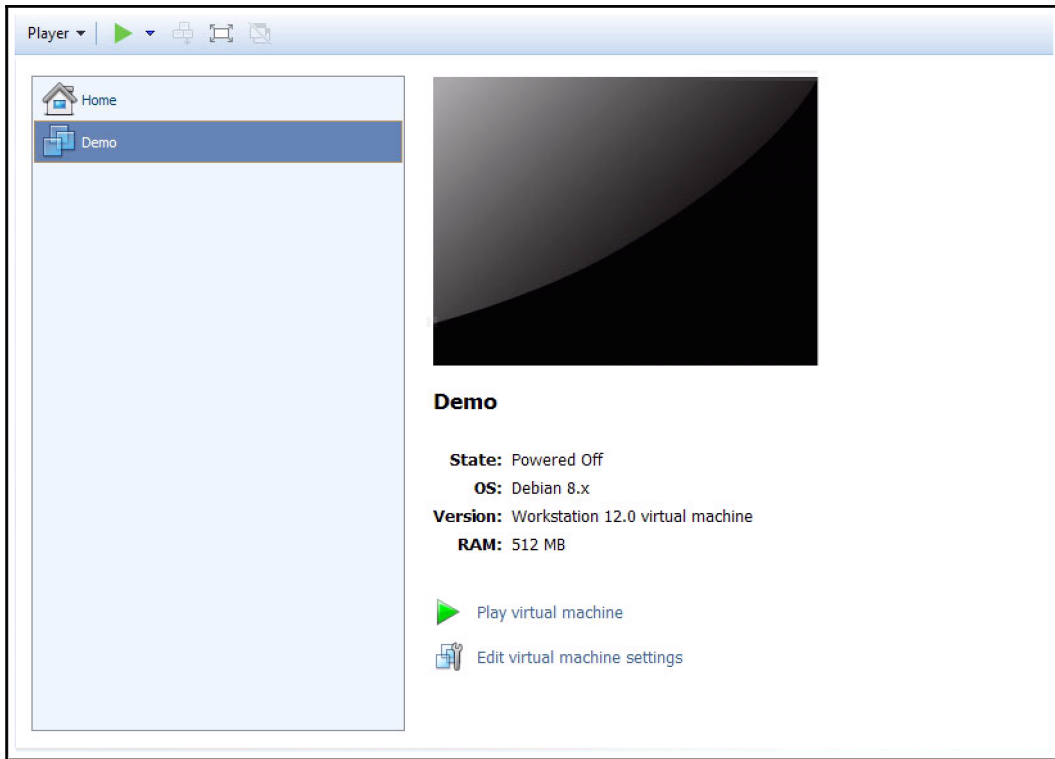 Player
Home
Demo
Demo
State: Powered Off
OS: Debian 8.x
Version: Workstation 12.0 virtual machine
RAM: 512 MB
Play virtual machine
Edit virtual machine settings